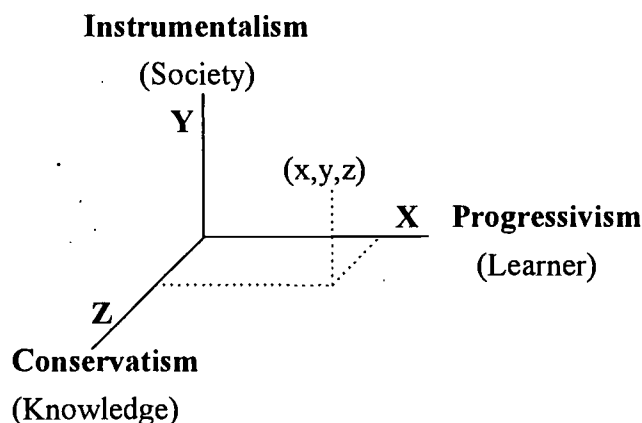 Instrumentalism
(Society)
Y
(x,y,z)
X Progressivism
(Learner)
Z
Conservatism
(Knowledge)